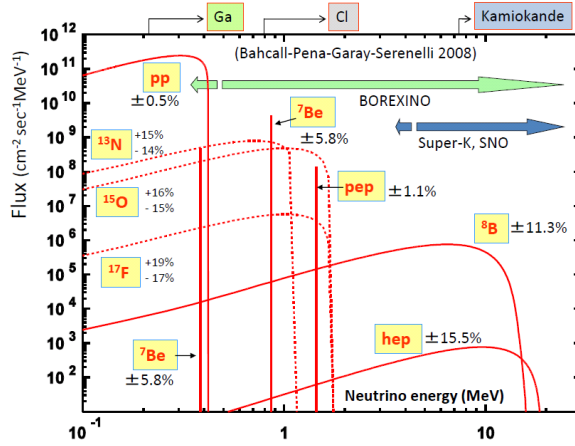 Ga
Cl
Kamiokande
10¹²
10¹¹
10¹⁰
10⁹
10⁸
10⁷
10⁶
10⁵
10⁴
10³
10²
Flux (cm⁻² sec⁻¹MeV⁻¹)
(Bahcall-Pena-Garay-Serenelli 2008)
pp
±0.5%
BOREXINO
⁷Be
±5.8%
Super-K, SNO
¹³N +15%
- 14%
pep ±1.1%
¹⁵O +16%
- 15%
⁸B ±11.3%
¹⁷F +19%
- 17%
hep ±15.5%
⁷Be
±5.8%
Neutrino energy (MeV)
10⁻¹
1
10